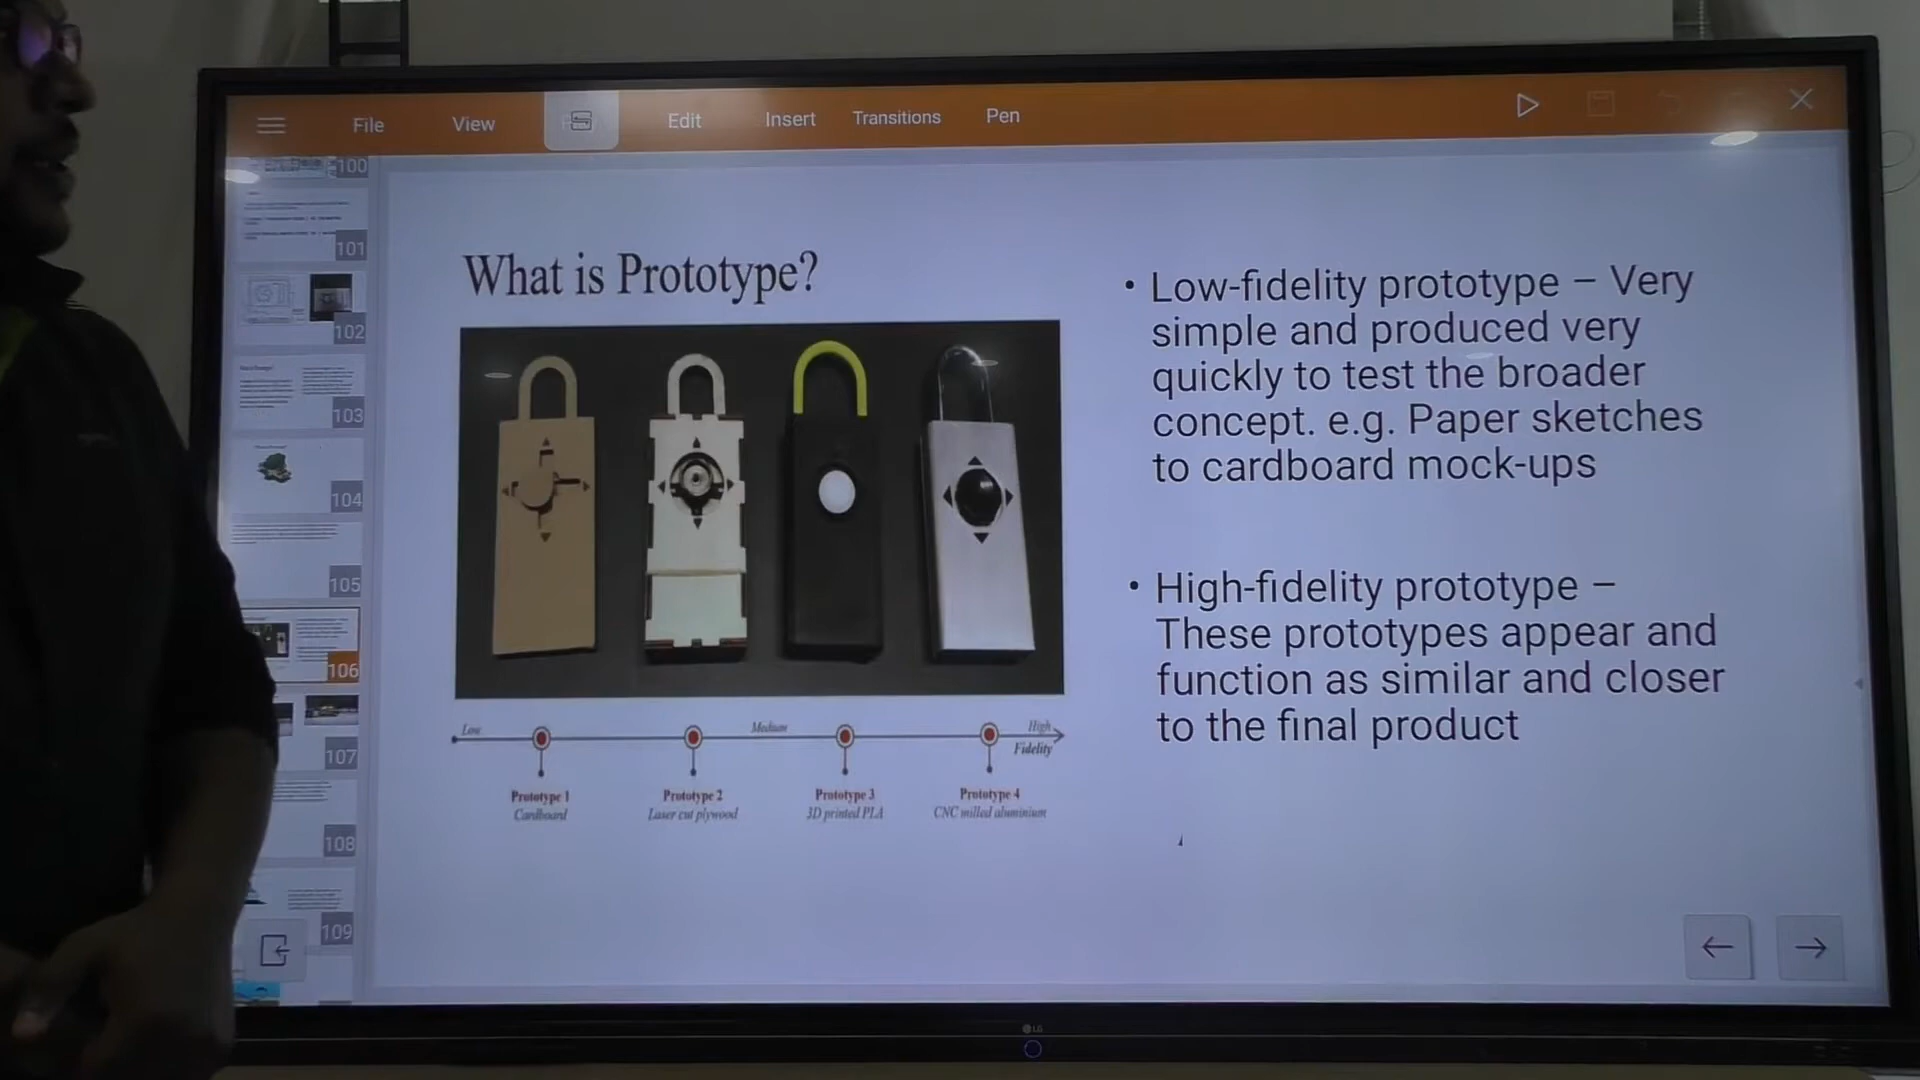 File
View
Edit
Insert
Transitions
Pen
100
101
102
103
104
105
106
107
108
109
What is Prototype?
Low
Medium
High
Fidelity
Prototype 1
Cardboard
Prototype 2
Laser cut plywood
Prototype 3
3D printed PLA
Prototype 4
CNC milled aluminium
• Low-fidelity prototype – Very
simple and produced very
quickly to test the broader
concept. e.g. Paper sketches
to cardboard mock-ups
• High-fidelity prototype –
These prototypes appear and
function as similar and closer
to the final product
LG